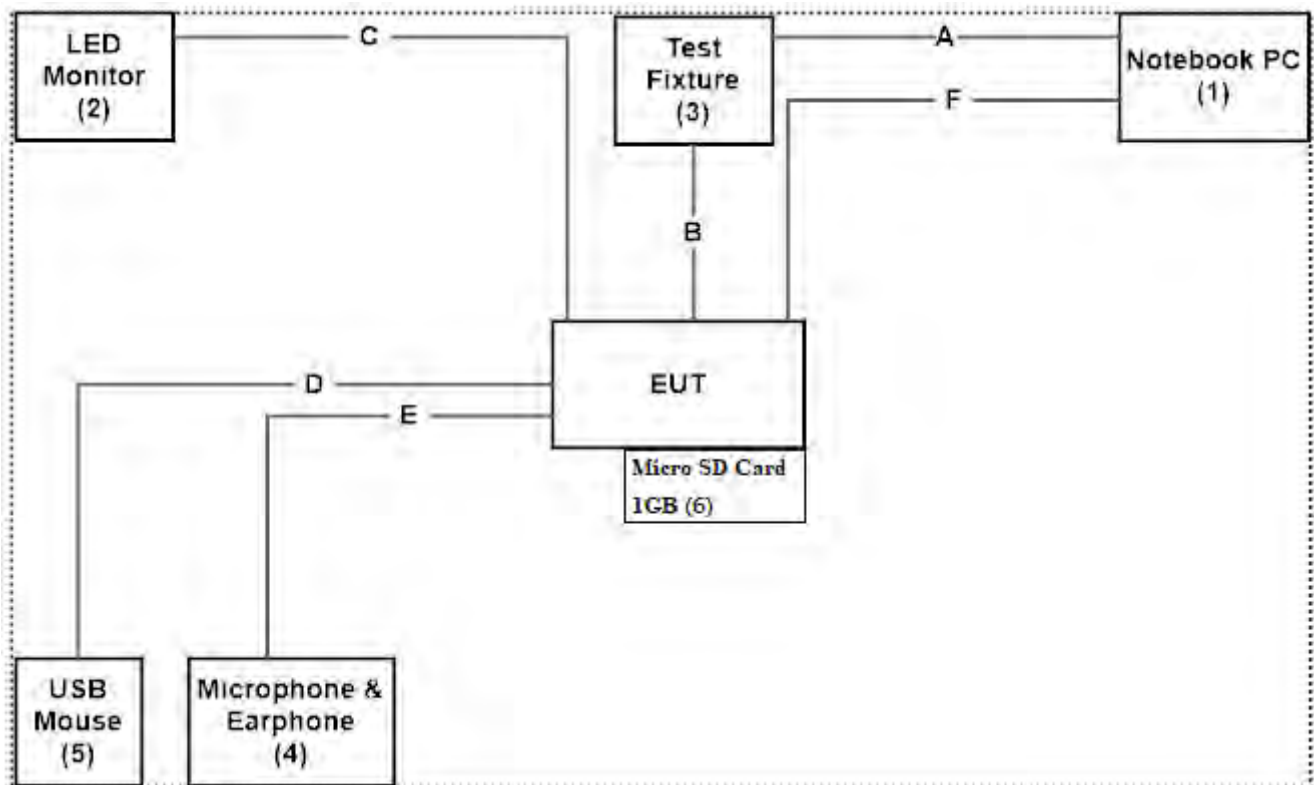 LED
Monitor
(2)
C
Test
Fixture
(3)
A
F
Notebook PC
(1)
B
EUT
D
E
Micro SD Card
1GB (6)
USB
Mouse
(5)
Microphone &
Earphone
(4)